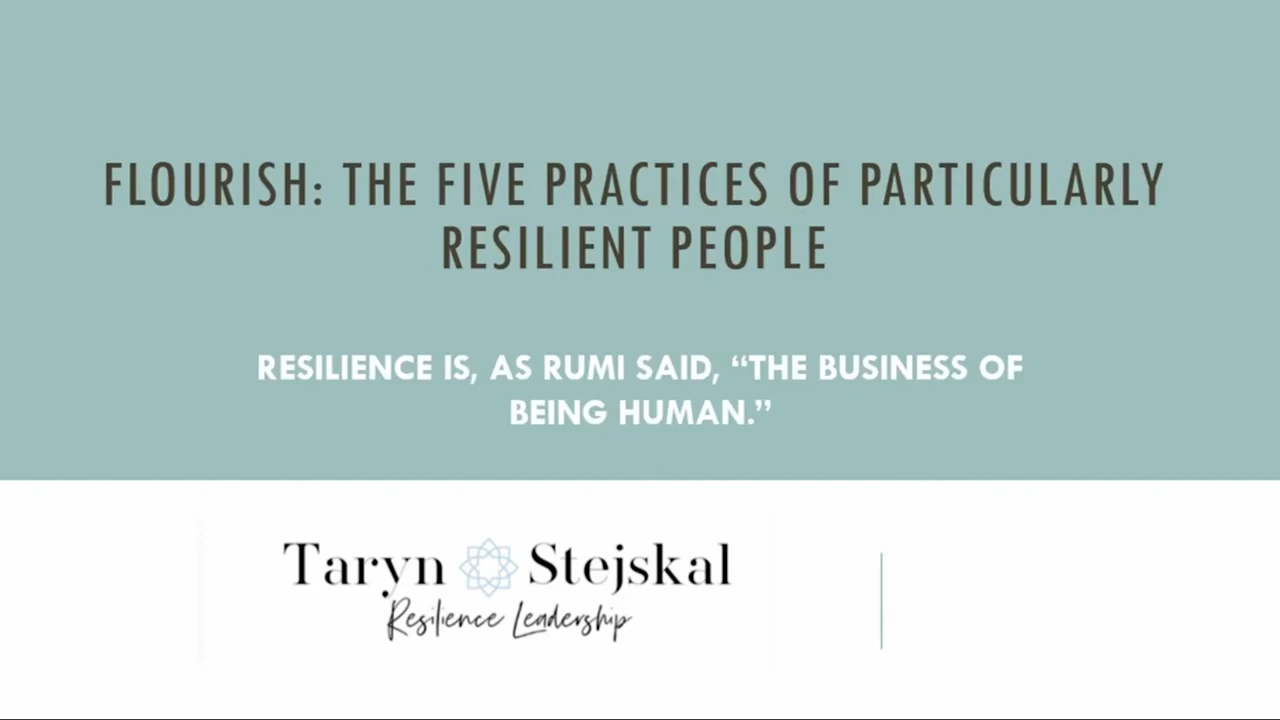 FLOURISH: THE FIVE PRACTICES OF PARTICULARLY
RESILIENT PEOPLE
RESILIENCE IS, AS RUMI SAID, “THE BUSINESS OF
BEING HUMAN.”
Taryn Stejskal
Resilience Leadership